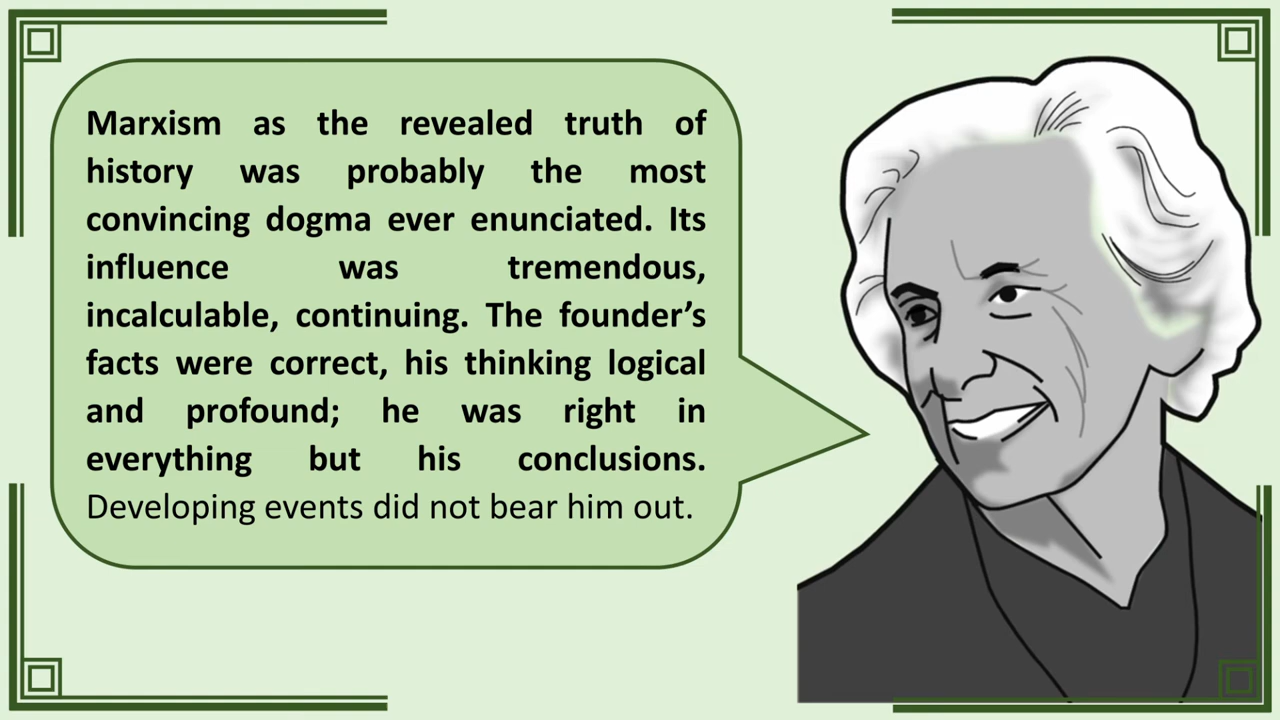 Marxism as the revealed truth of
history was probably the most
convincing dogma ever enunciated. Its
influence was tremendous,
incalculable, continuing. The founder’s
facts were correct, his thinking logical
and profound; he was right in
everything but his conclusions.
Developing events did not bear him out.